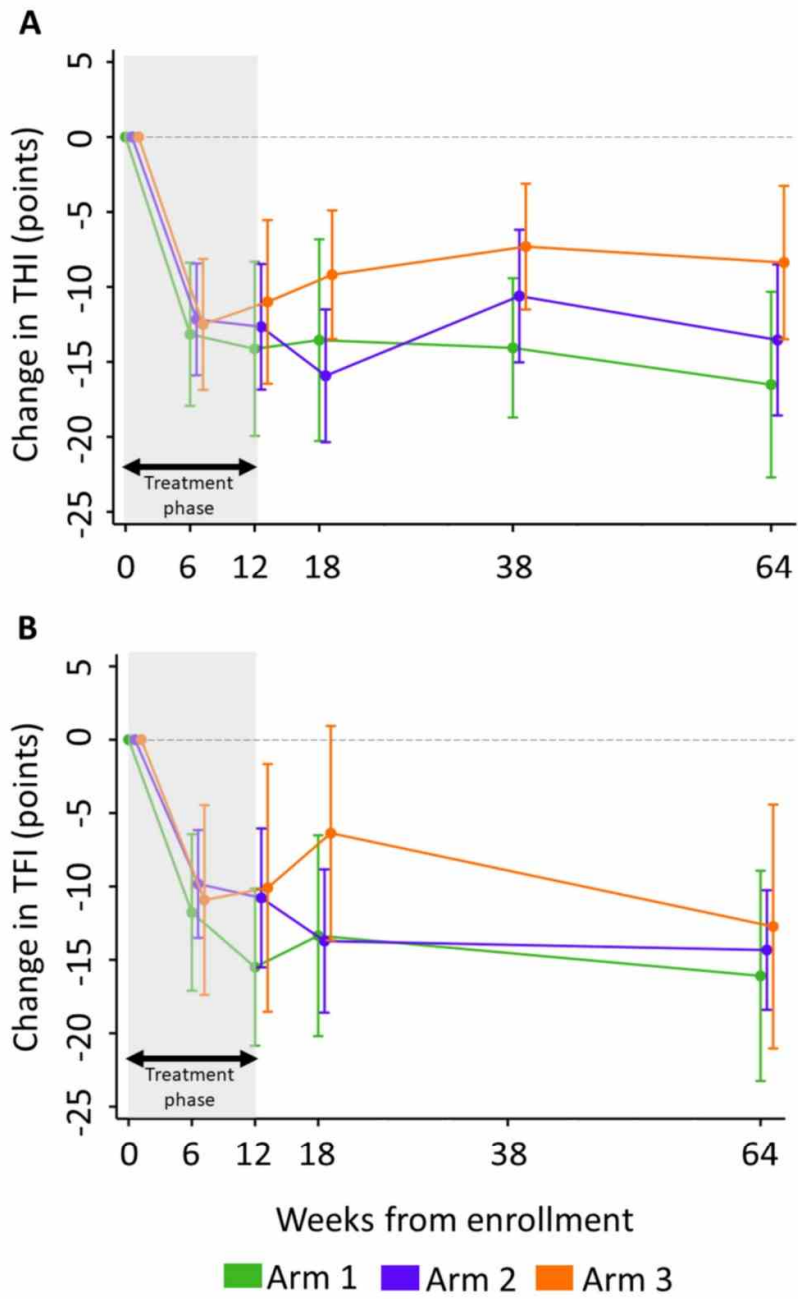 A
Change in THI (points)
5
0
-5
-10
-15
-20
-25
Treatment
phase
0 6 12 18 38 64
B
Change in TFI (points)
5
0
-5
-10
-15
-20
-25
Treatment
phase
0 6 12 18 38 64
Weeks from enrollment
Arm 1 Arm 2 Arm 3